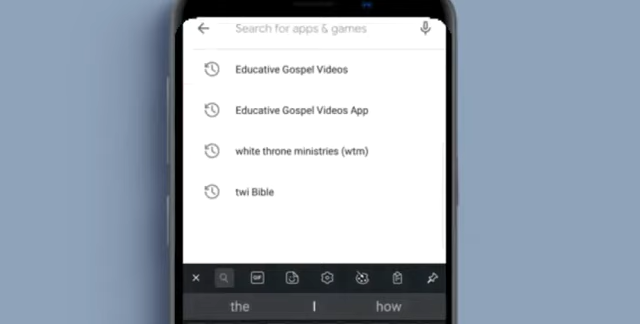 Search for apps & games
Educative Gospel Videos
Educative Gospel Videos App
white throne ministries (wtm)
twi Bible
GIF
the I how